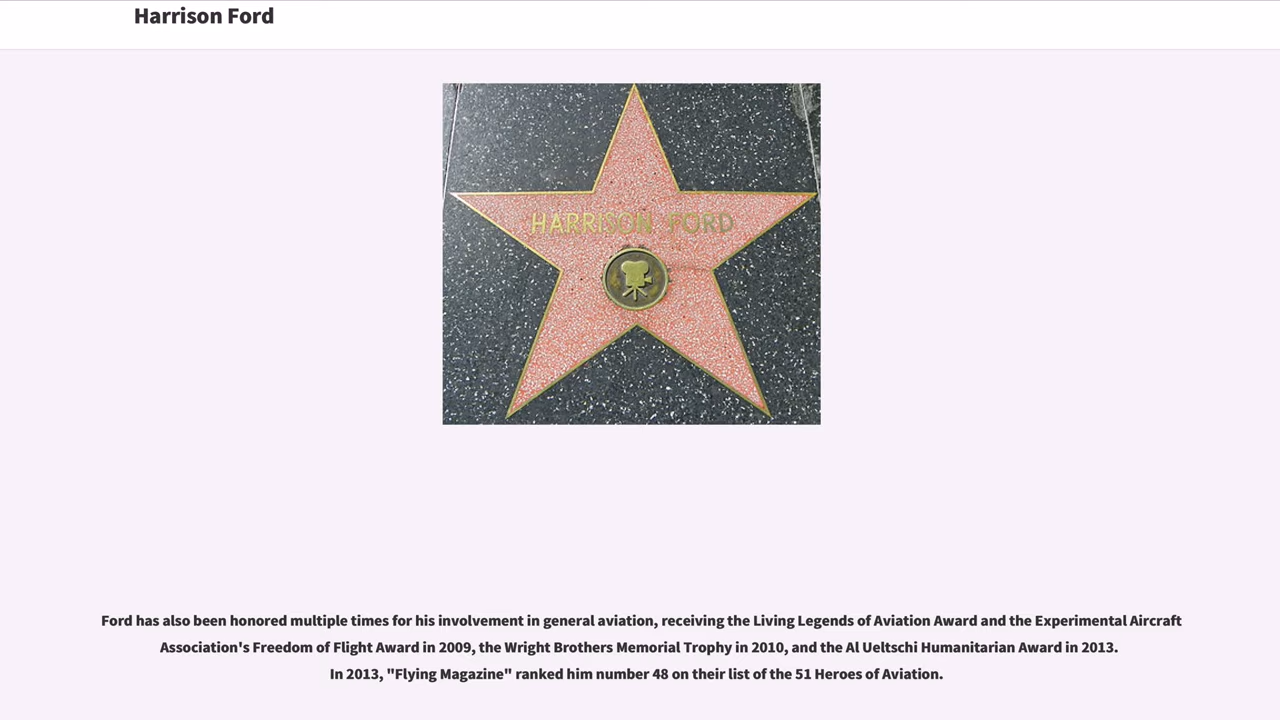 Harrison Ford
HARRISON FORD
Ford has also been honored multiple times for his involvement in general aviation, receiving the Living Legends of Aviation Award and the Experimental Aircraft
Association's Freedom of Flight Award in 2009, the Wright Brothers Memorial Trophy in 2010, and the Al Ueltschi Humanitarian Award in 2013.
In 2013, "Flying Magazine" ranked him number 48 on their list of the 51 Heroes of Aviation.